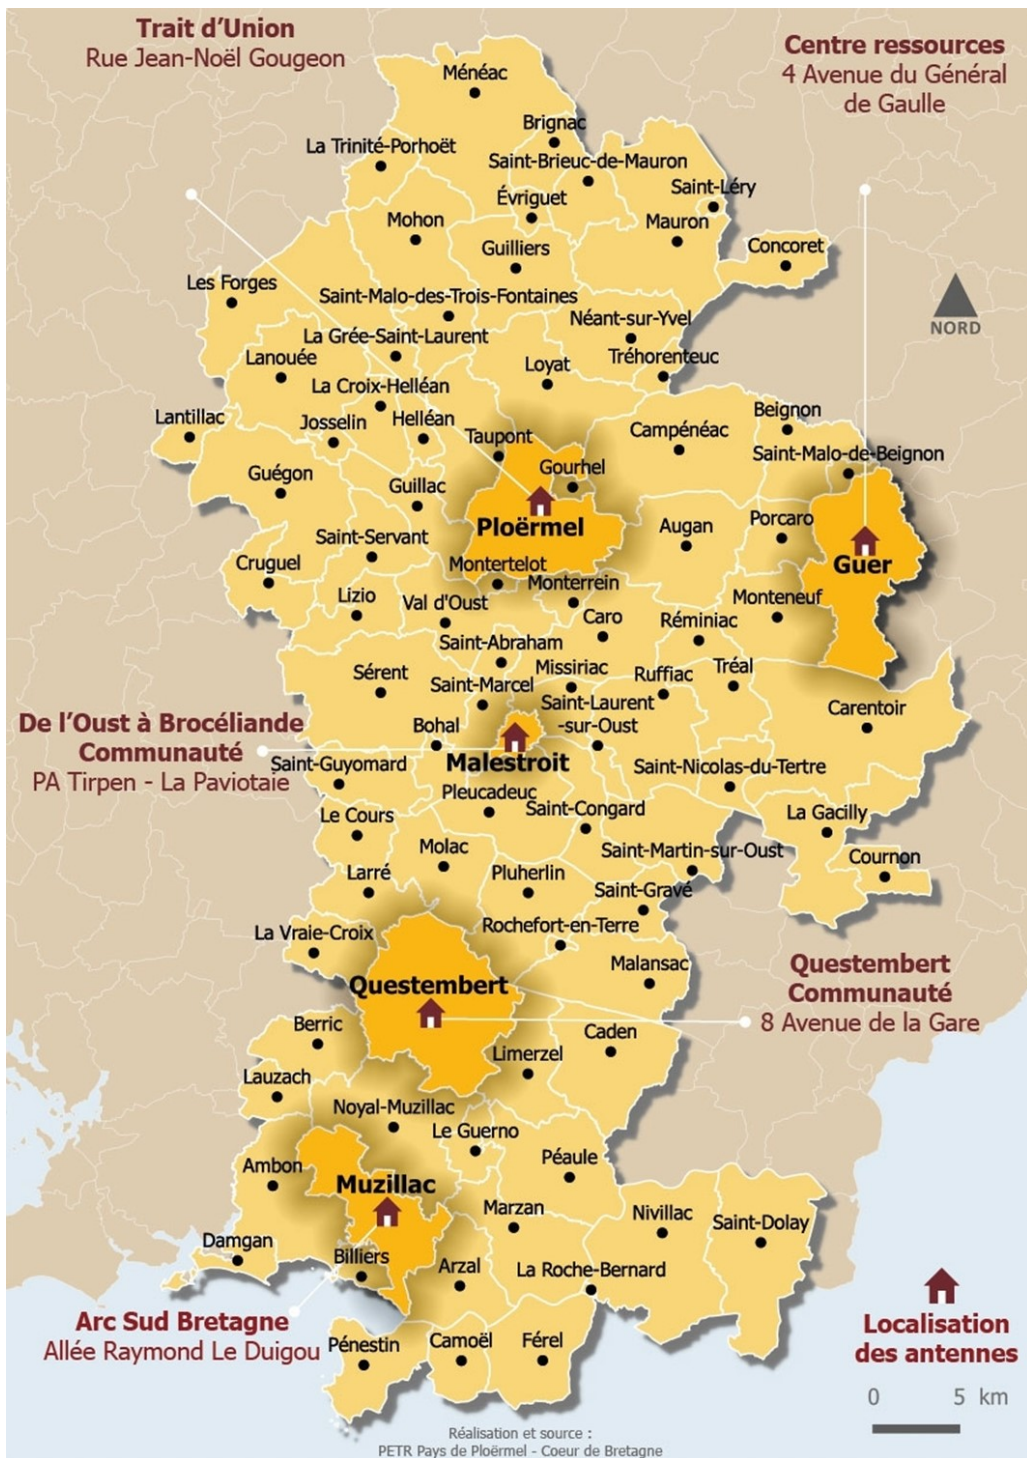 Trait d’Union
Rue Jean-Noël Gougeon
Centre ressources
4 Avenue du Général
de Gaulle
Ménéac
Brignac
La Trinité-Porhoët
Saint-Brieuc-de-Mauron
Saint-Léry
Évriguet
Mohon
Mauron
Guilliers
Concoret
Les Forges
Saint-Malo-des-Trois-Fontaines
NORD
Néant-sur-Yvel
La Grée-Saint-Laurent
Lanouée
Tréhorenteuc
Loyat
La Croix-Helléan
Lantillac
Josselin
Helléan
Beignon
Taupont
Campénéac
Saint-Malo-de-Beignon
Gourhel
Guégon
Guillac
Ploërmel
Augan
Porcaro
Saint-Servant
Guer
Cruguel
Montertelot
Monterrein
Lizio
Val d'Oust
Monteneuf
Caro
Réminiac
Saint-Abraham
Sérent
Missiriac
Ruffiac
Tréal
Saint-Marcel
Saint-Laurent
-sur-Oust
Carentoir
De l’Oust à Brocéliande
Communauté
PA Tirpen - La Paviotaie
Bohal
Saint-Guyomard
Malestroit
Saint-Nicolas-du-Tertre
Pleucadeuc
Saint-Congard
Le Cours
La Gacilly
Molac
Saint-Martin-sur-Oust
Cournon
Larré
Pluherlin
Saint-Gravé
La Vraie-Croix
Rochefort-en-Terre
Malansac
Questembert
Questembert
Communauté
8 Avenue de la Gare
Berric
Caden
Limerzel
Lauzach
Noyal-Muzillac
Le Guerno
Péaule
Ambon
Muzillac
Marzan
Nivillac
Saint-Dolay
Damgan
Billiers
Arzal
La Roche-Bernard
Arc Sud Bretagne
Allée Raymond Le Duigou
Pénestin
Camoël
Férel
Localisation
des antennes
0 5 km
Réalisation et source :
PETR Pays de Ploërmel - Coeur de Bretagne